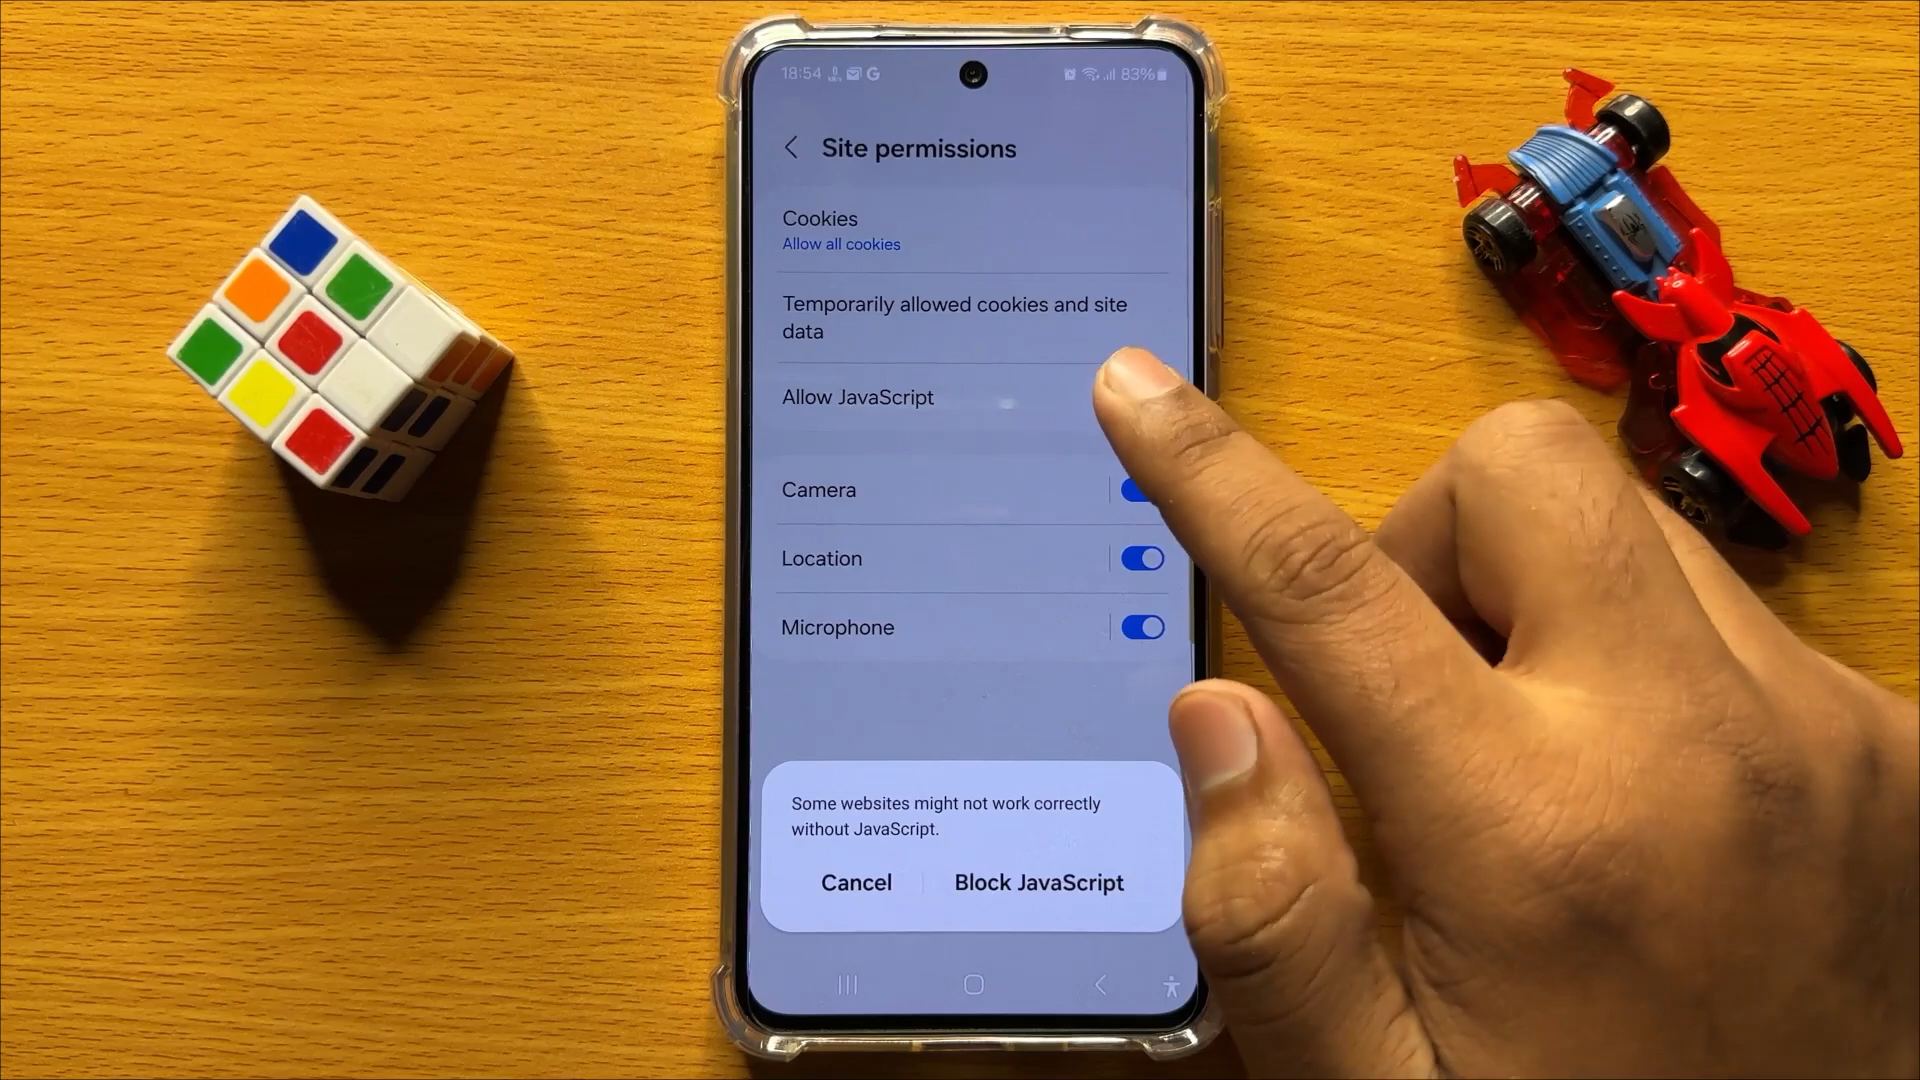 18:54
G
83%
Site permissions
Cookies
Allow all cookies
Temporarily allowed cookies and site
data
Allow JavaScript
Camera
Location
Microphone
Some websites might not work correctly
without JavaScript.
Cancel
Block JavaScript